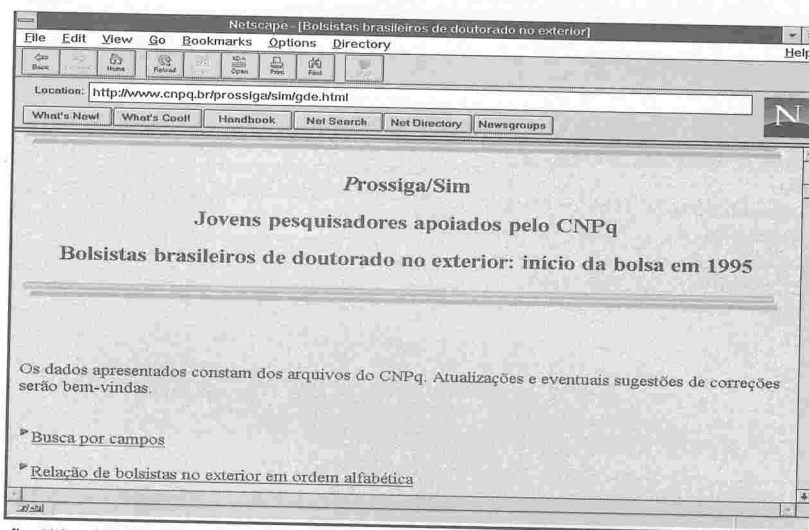 Netscape - [Bolsistas brasileiros de doutorado no exterior]
File Edit View Go Bookmarks Options Directory Help
Back Home Reload Open Print Find
Location: http://www.cnpq.br/prossiga/sim/gde.html
What's New! What's Cool! Handbook Net Search Net Directory Newsgroups
N
Prossiga/Sim
Jovens pesquisadores apoiados pelo CNPq
Bolsistas brasileiros de doutorado no exterior: início da bolsa em 1995
Os dados apresentados constam dos arquivos do CNPq. Atualizações e eventuais sugestões de correções
serão bem-vindas.
Busca por campos
Relação de bolsistas no exterior em ordem alfabética